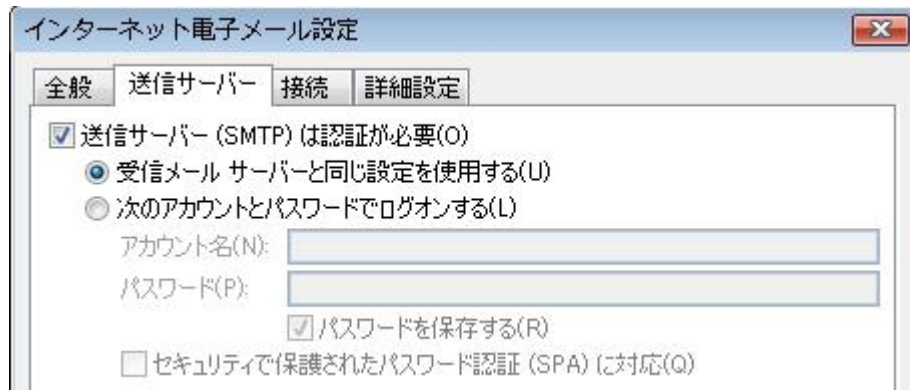 インターネット電子メール設定
全般 送信サーバー 接続 詳細設定
送信サーバー (SMTP) は認証が必要(O)
受信メール サーバーと同じ設定を使用する(U)
次のアカウントとパスワードでログオンする(L)
アカウント名(N):
パスワード(P):
パスワードを保存する(R)
セキュリティで保護されたパスワード認証 (SPA) に対応(Q)